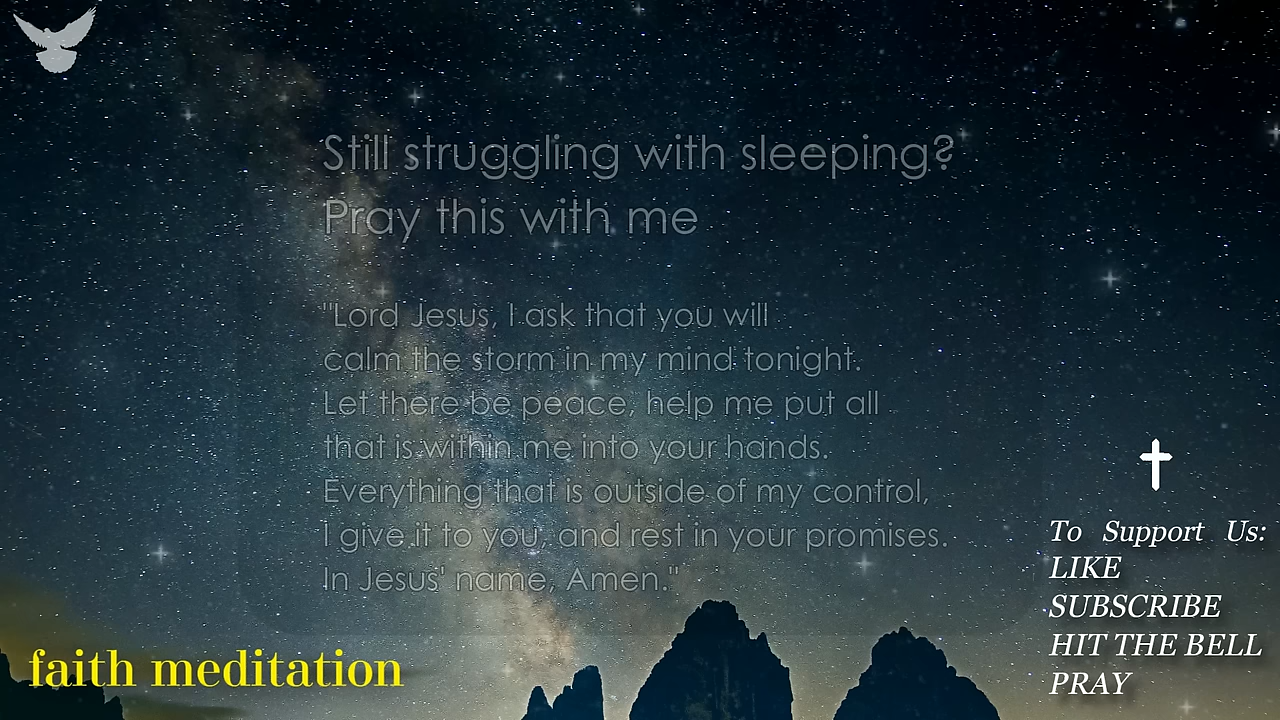 Still struggling with sleeping?
Pray this with me
"Lord Jesus, I ask that you will
calm the storm in my mind tonight.
Let there be peace, help me put all
that is within me into your hands.
Everything that is outside of my control,
I give it to you, and rest in your promises.
In Jesus' name, Amen."
To Support Us:
LIKE
SUBSCRIBE
HIT THE BELL
PRAY
faith meditation